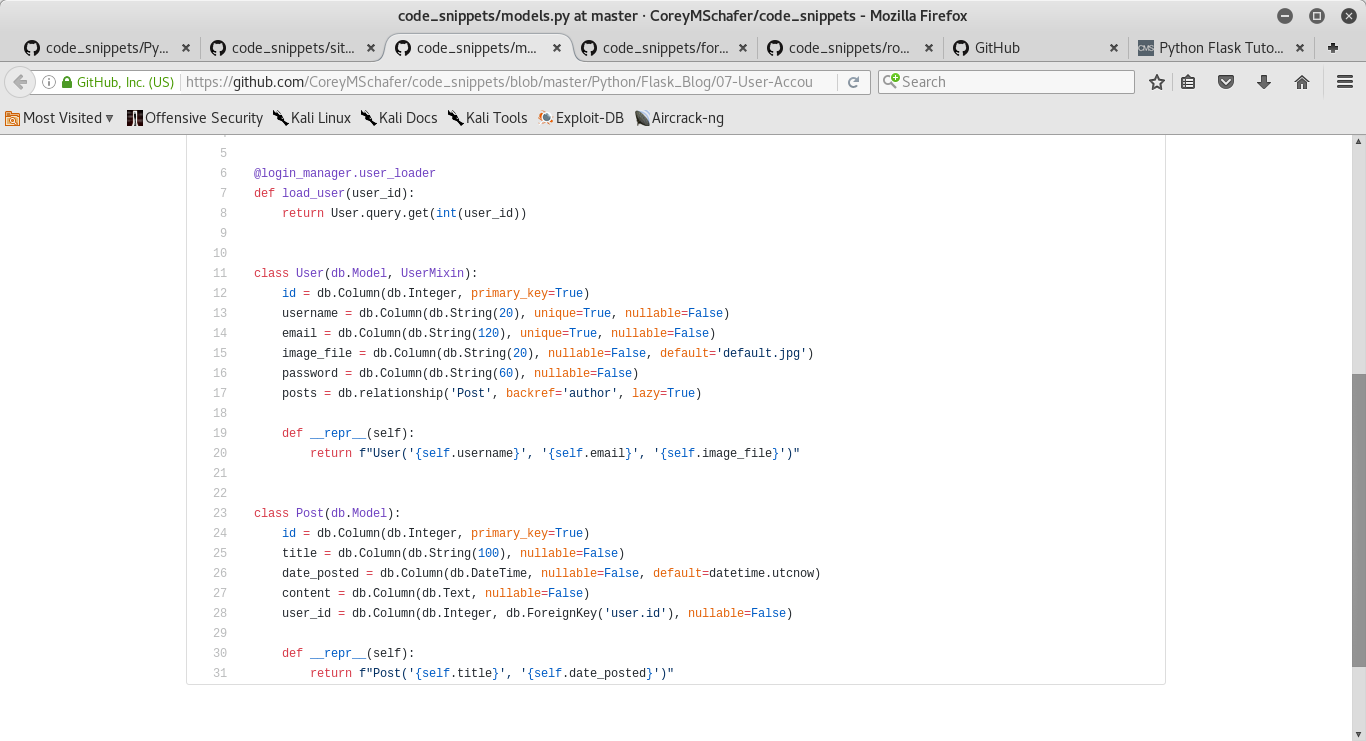 code_snippets/models.py at master · CoreyMSchafer/code_snippets - Mozilla Firefox
code_snippets/Py... code_snippets/sit... code_snippets/m... code_snippets/for... code_snippets/ro... GitHub Python Flask Tuto...
GitHub, Inc. (US) https://github.com/CoreyMSchafer/code_snippets/blob/master/Python/Flask_Blog/07-User-Accou Search
Most Visited Offensive Security Kali Linux Kali Docs Kali Tools Exploit-DB Aircrack-ng
5
6 @login_manager.user_loader
7 def load_user(user_id):
8     return User.query.get(int(user_id))
9
10
11 class User(db.Model, UserMixin):
12     id = db.Column(db.Integer, primary_key=True)
13     username = db.Column(db.String(20), unique=True, nullable=False)
14     email = db.Column(db.String(120), unique=True, nullable=False)
15     image_file = db.Column(db.String(20), nullable=False, default='default.jpg')
16     password = db.Column(db.String(60), nullable=False)
17     posts = db.relationship('Post', backref='author', lazy=True)
18
19     def __repr__(self):
20         return f"User('{self.username}', '{self.email}', '{self.image_file}')"
21
22
23 class Post(db.Model):
24     id = db.Column(db.Integer, primary_key=True)
25     title = db.Column(db.String(100), nullable=False)
26     date_posted = db.Column(db.DateTime, nullable=False, default=datetime.utcnow)
27     content = db.Column(db.Text, nullable=False)
28     user_id = db.Column(db.Integer, db.ForeignKey('user.id'), nullable=False)
29
30     def __repr__(self):
31         return f"Post('{self.title}', '{self.date_posted}')"